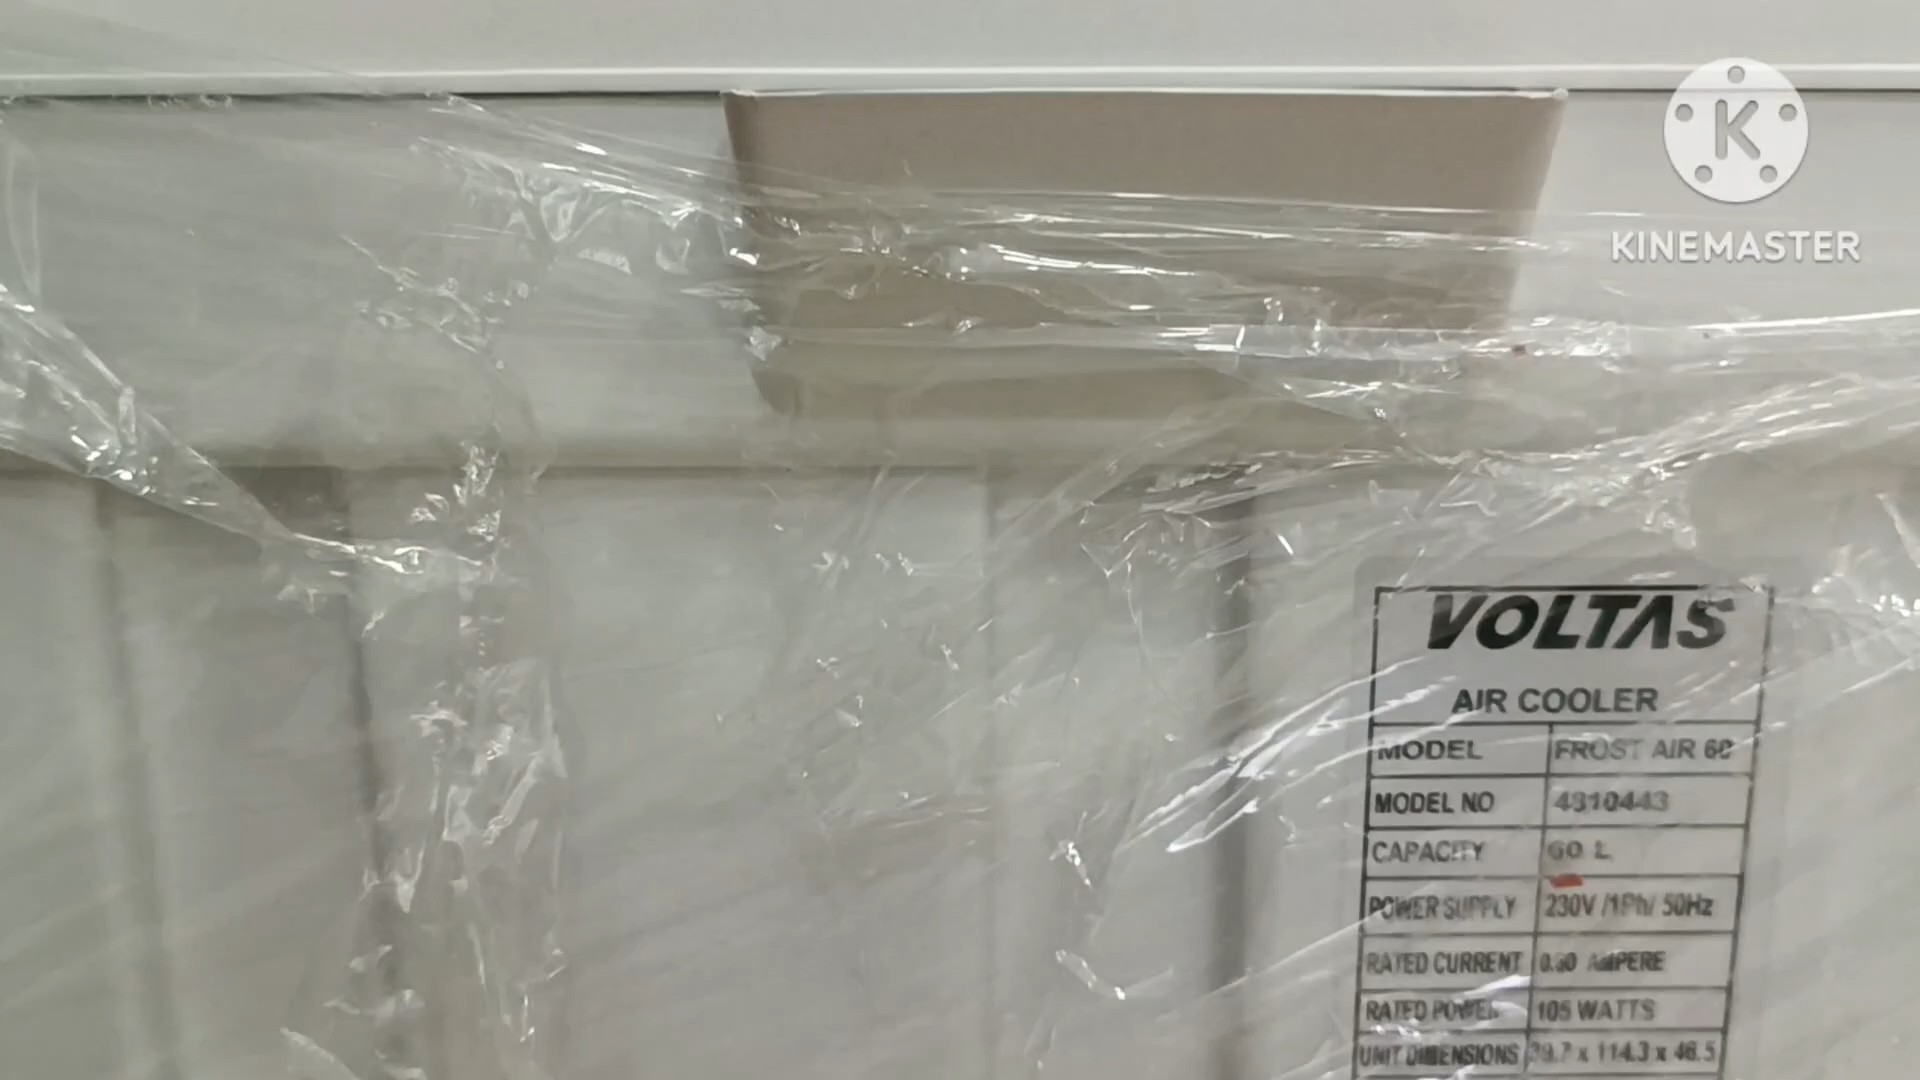 K
KINEMASTER
VOLTAS
AIR COOLER
MODEL FROST AIR 60
MODEL NO 4810443
CAPACITY 60 L
POWER SUPPLY 230V /1Ph/ 50Hz
RATED CURRENT AMPERE
RATED POWER 105 WATTS
UNIT DIMENSIONS x 114.3 x 46.5